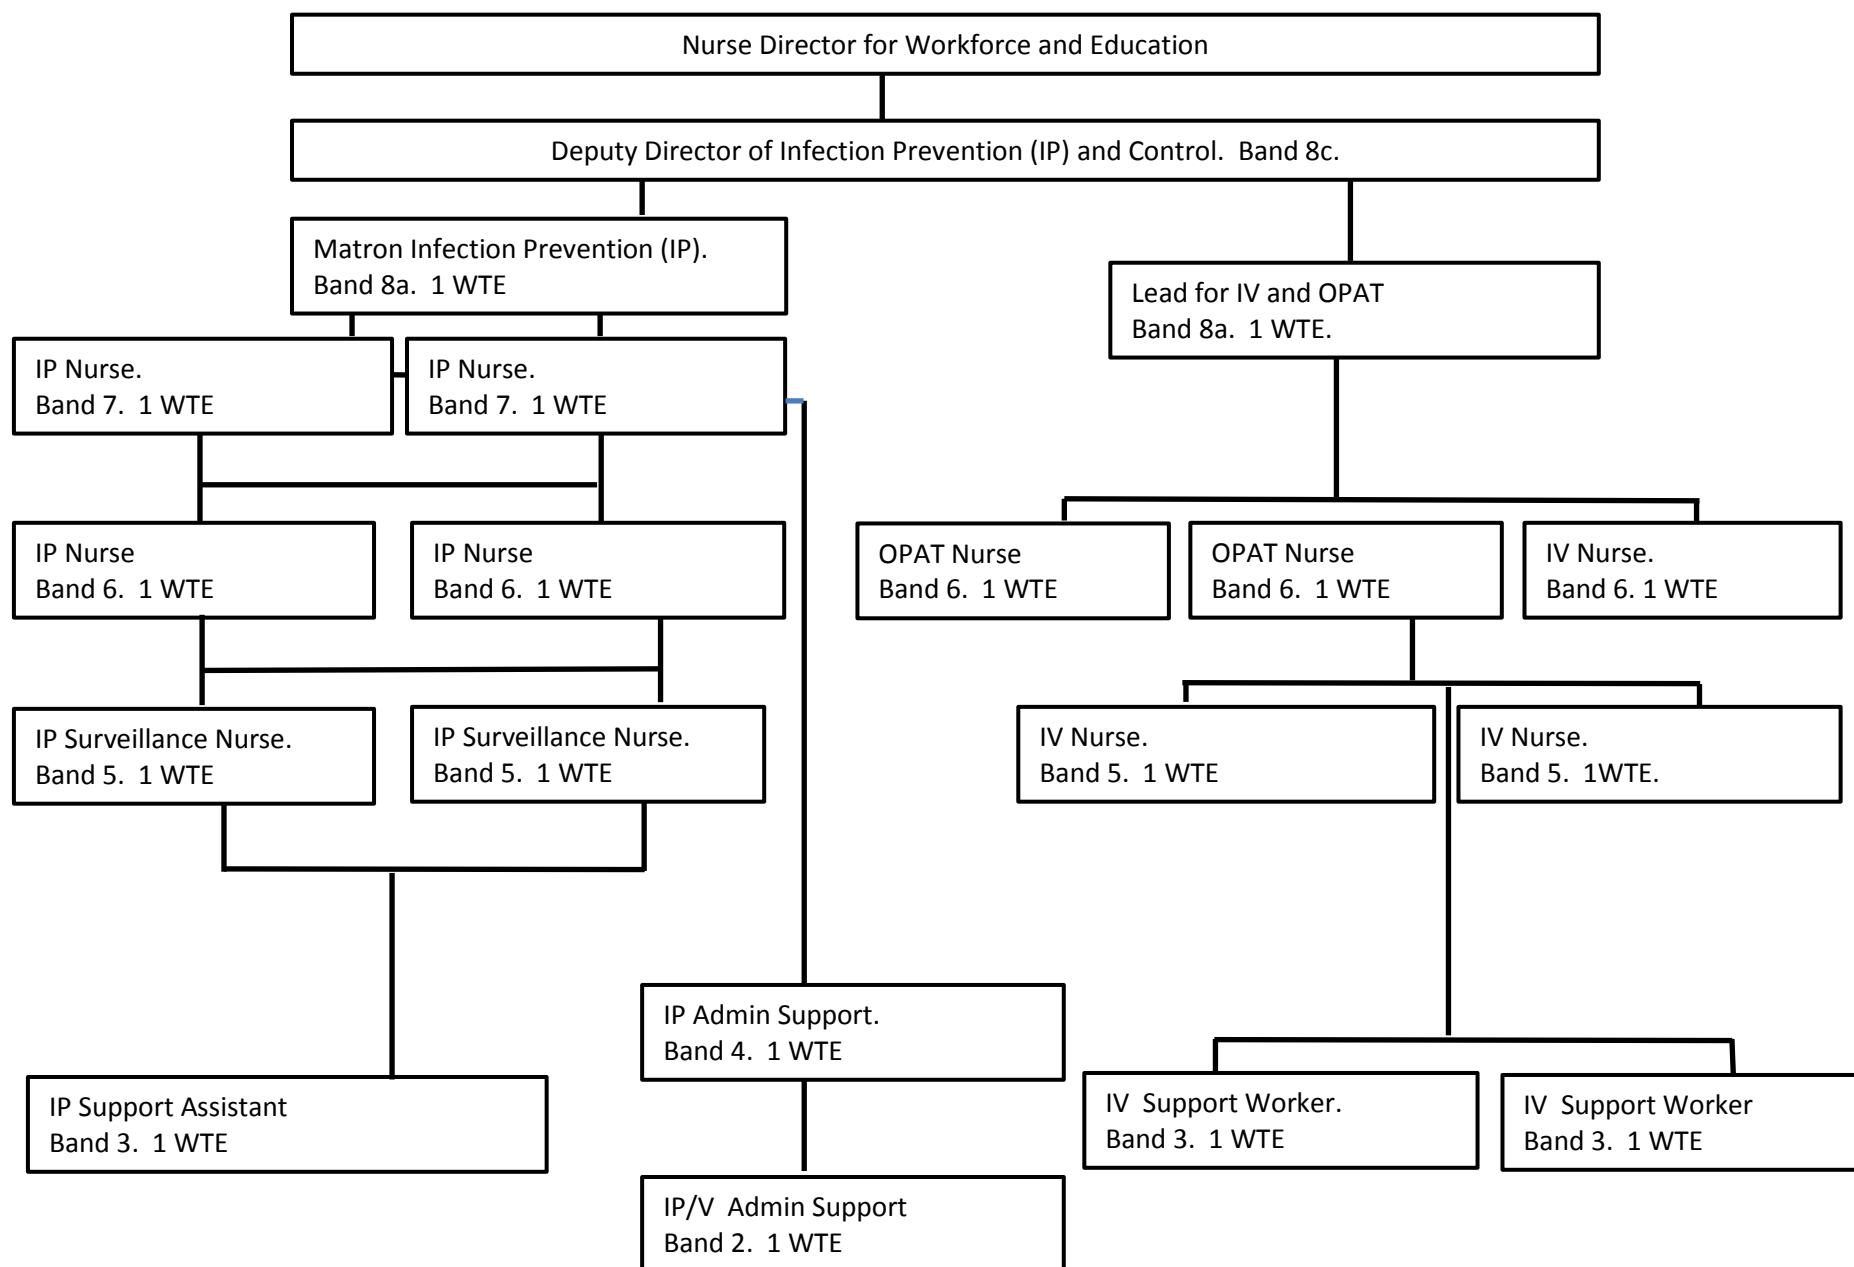 Nurse Director for Workforce and Education
Deputy Director of Infection Prevention (IP) and Control.  Band 8c.
Matron Infection Prevention (IP).
Band 8a.  1 WTE
Lead for IV and OPAT
Band 8a.  1 WTE.
IP Nurse.
Band 7.  1 WTE
IP Nurse.
Band 7.  1 WTE
IP Nurse
Band 6.  1 WTE
IP Nurse
Band 6.  1 WTE
OPAT Nurse
Band 6.  1 WTE
OPAT Nurse
Band 6.  1 WTE
IV Nurse.
Band 6. 1 WTE
IP Surveillance Nurse.
Band 5.  1 WTE
IP Surveillance Nurse.
Band 5.  1 WTE
IV Nurse.
Band 5.  1 WTE
IV Nurse.
Band 5.  1WTE.
IP Admin Support.
Band 4.  1 WTE
IP Support Assistant
Band 3.  1 WTE
IV  Support Worker.
Band 3.  1 WTE
IV  Support Worker
Band 3.  1 WTE
IP/V  Admin Support
Band 2.  1 WTE